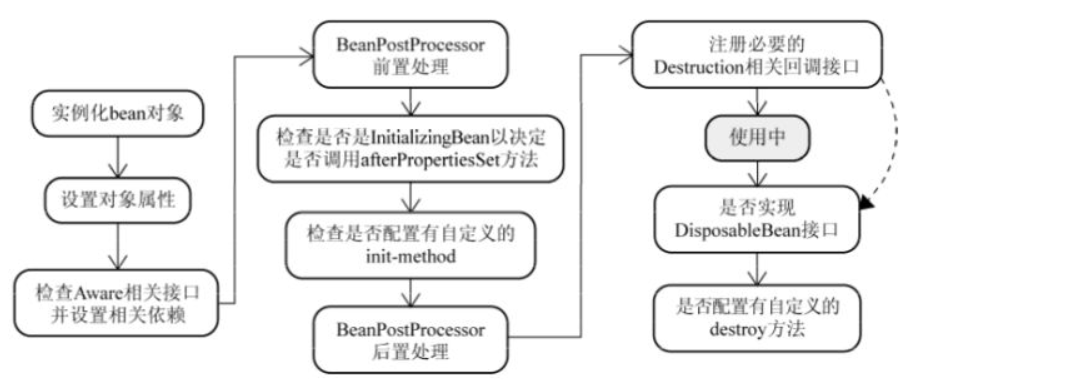 实例化bean对象
设置对象属性
检查Aware相关接口
并设置相关依赖
BeanPostProcessor
前置处理
检查是否是InitializingBean以决定
是否调用afterPropertiesSet方法
检查是否配置有自定义的
init-method
BeanPostProcessor
后置处理
注册必要的
Destruction相关回调接口
使用中
是否实现
DisposableBean接口
是否配置有自定义的
destroy方法